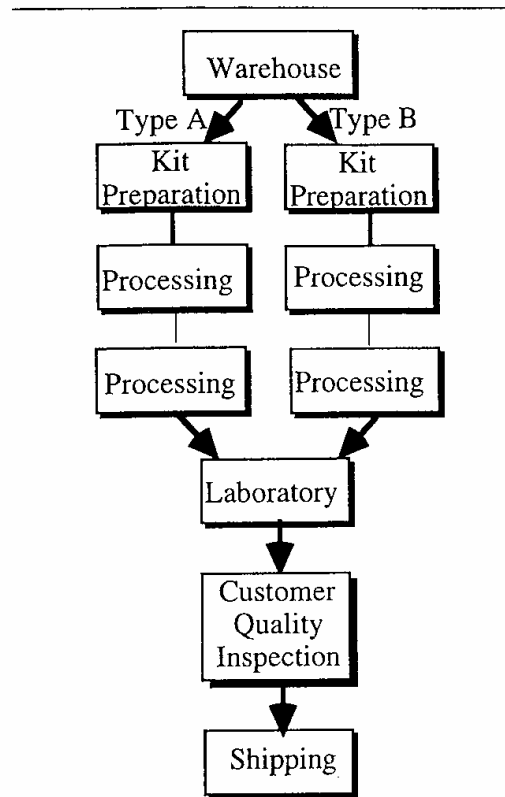 Warehouse
Type A
Type B
Kit
Preparation
Kit
Preparation
Processing
Processing
Processing
Processing
Laboratory
Customer
Quality
Inspection
Shipping